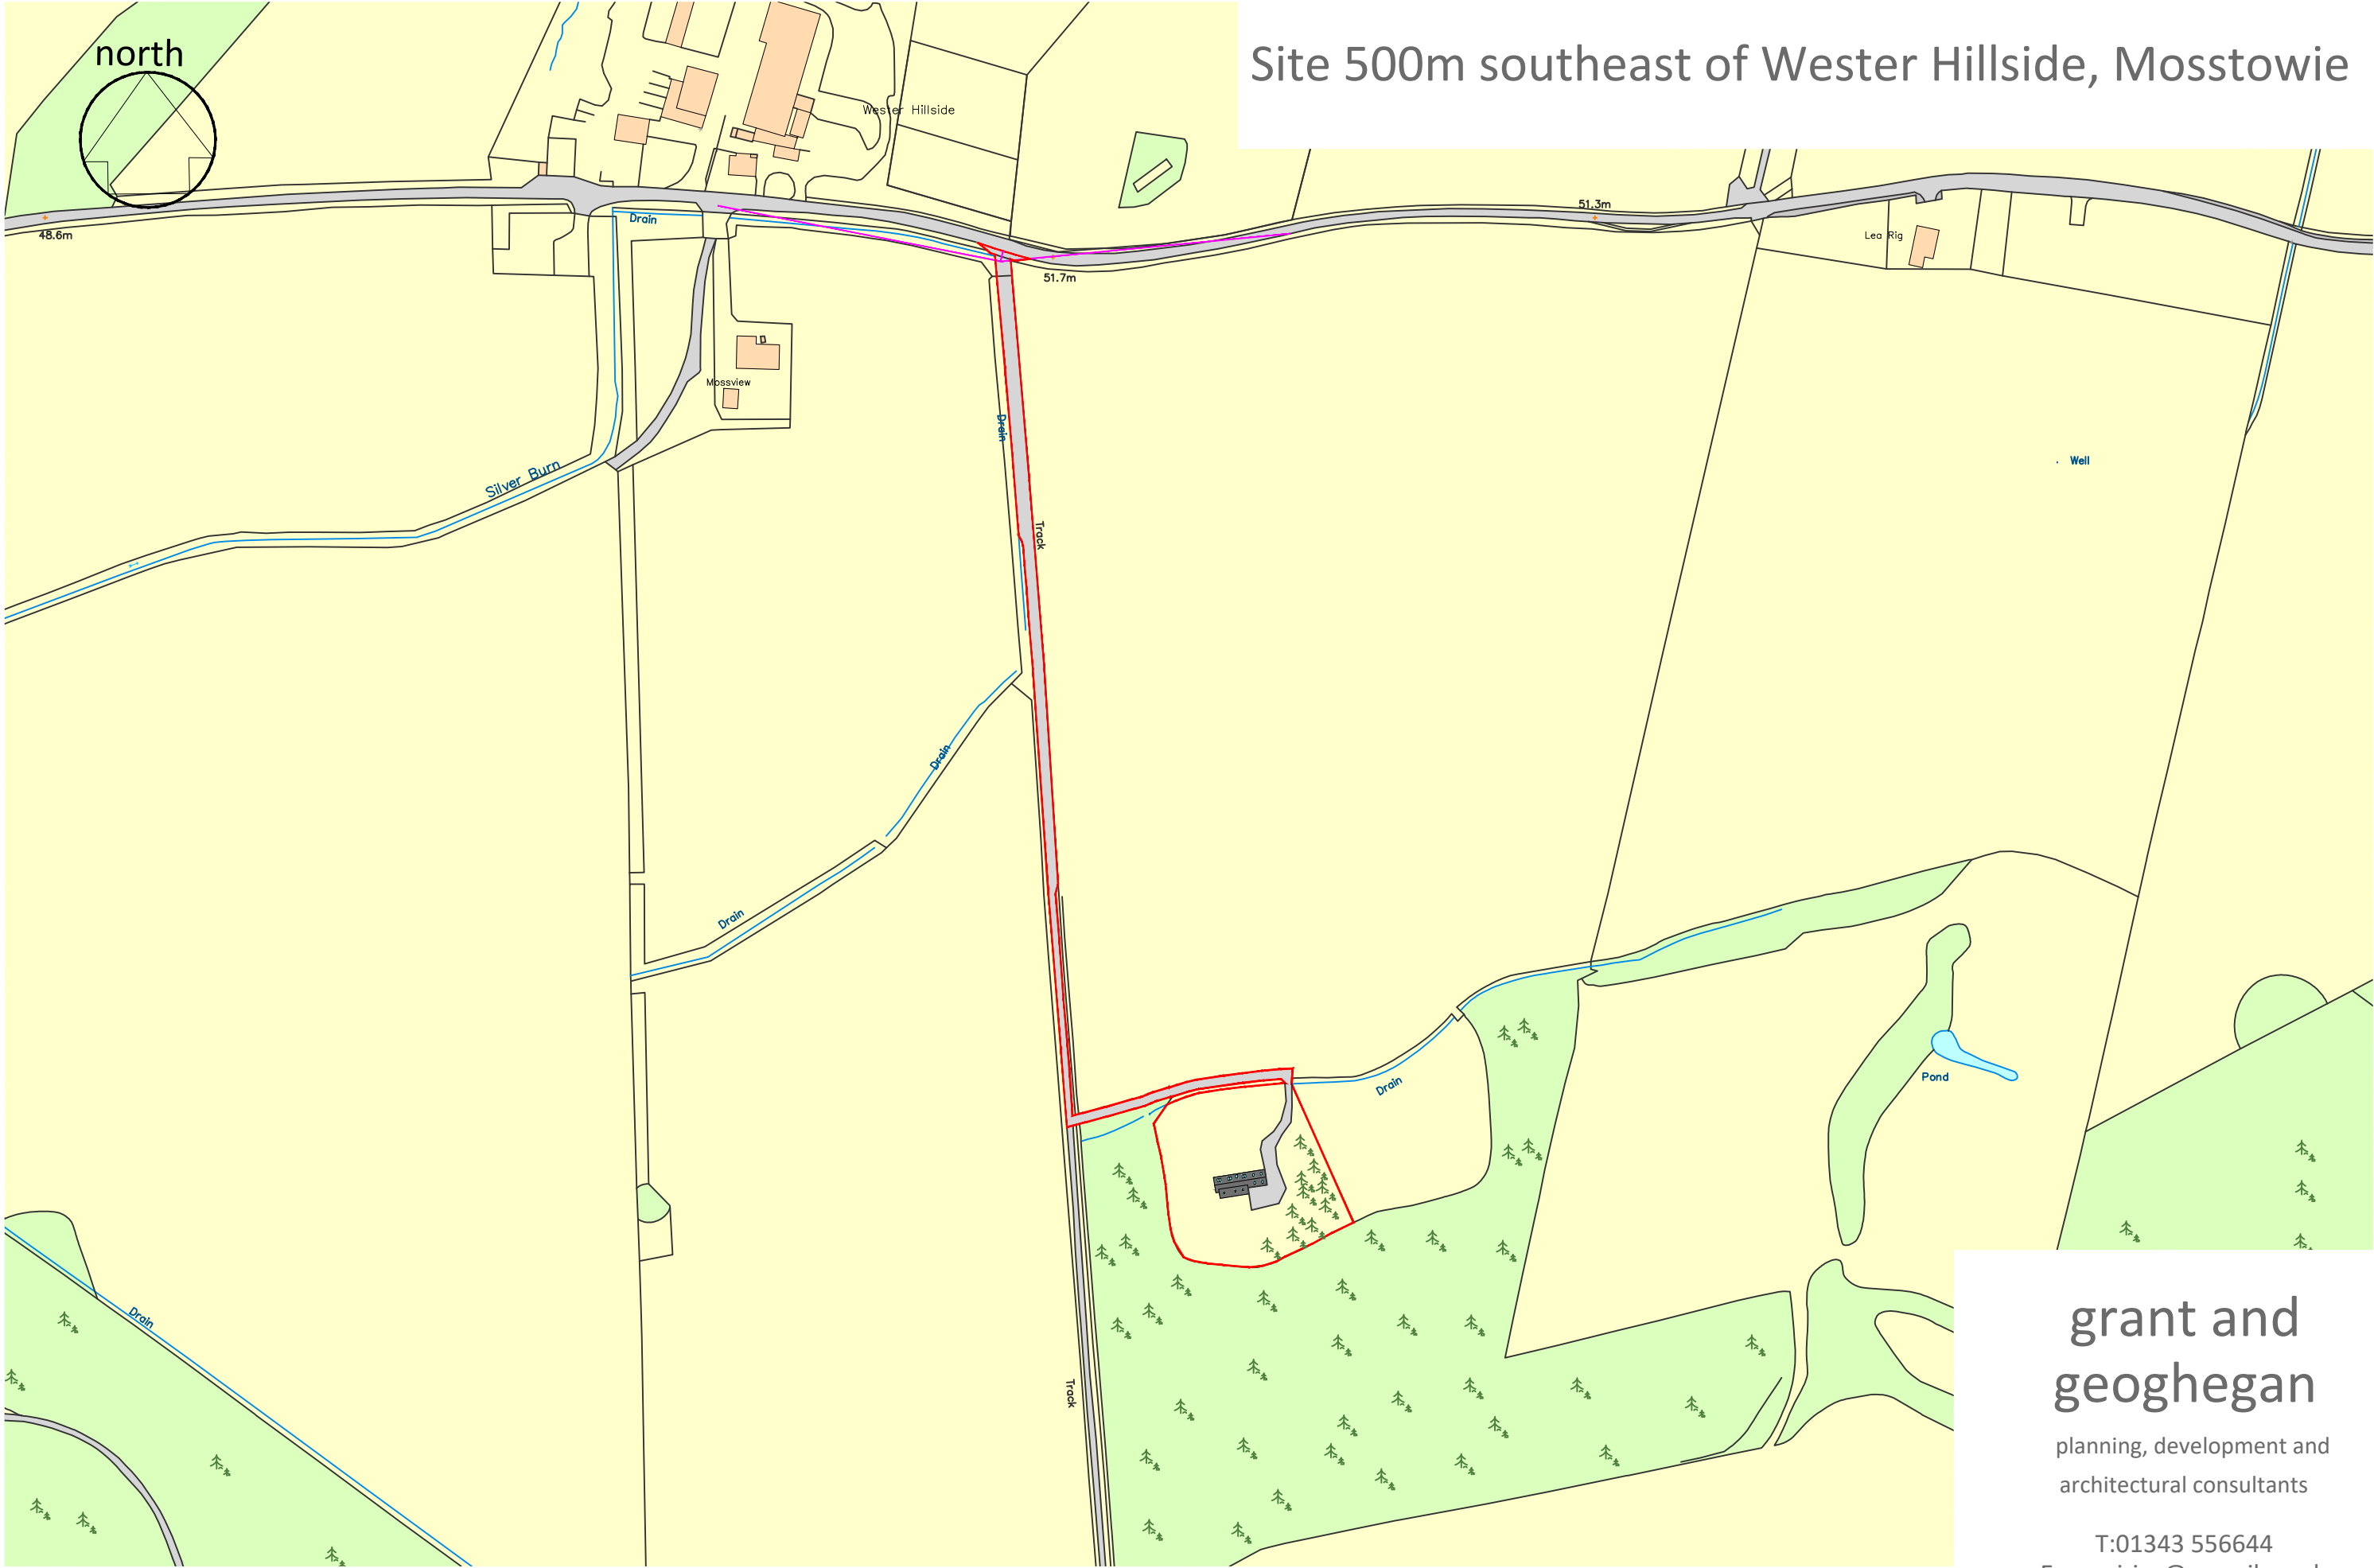 Site 500m southeast of Wester Hillside, Mosstowie
north
Wester Hillside
48.6m
Drain
51.7m
51.3m
Lea Rig
Mossview
Drain
Silver Burn
Well
Track
Drain
Drain
Drain
Pond
Drain
Track
grant and
geoghegan
planning, development and
architectural consultants
T:01343 556644